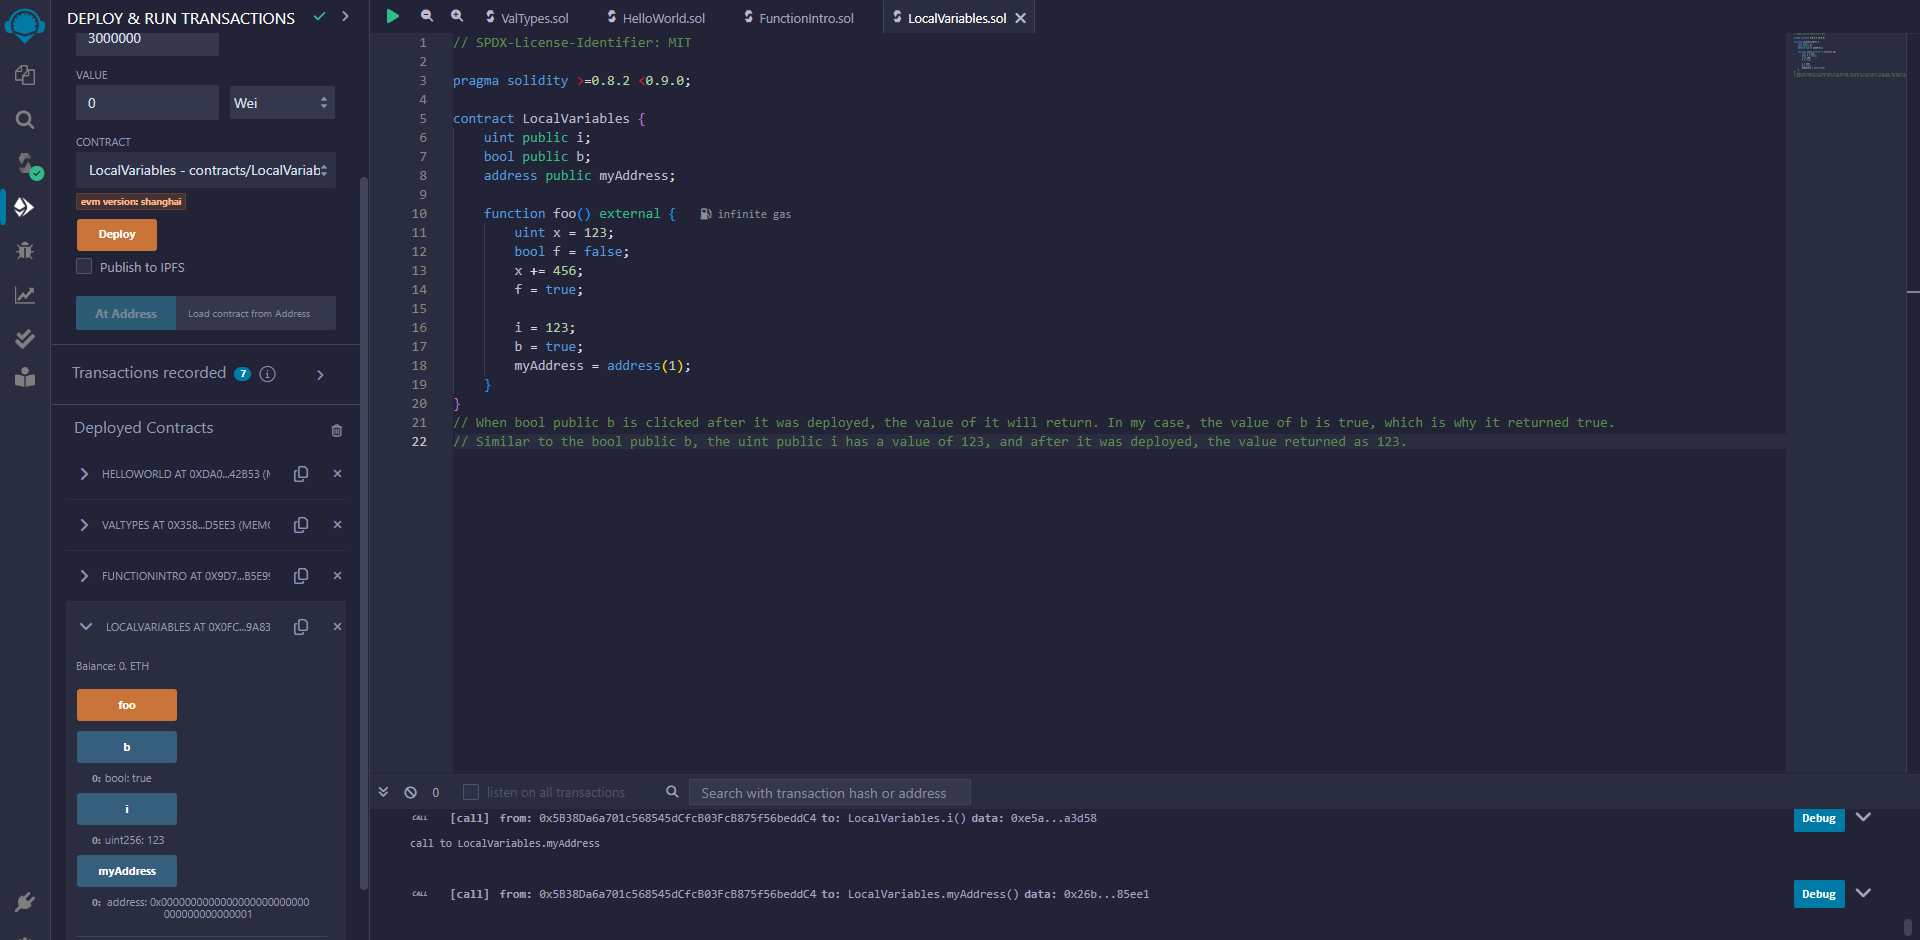 DEPLOY & RUN TRANSACTIONS
3000000
VALUE
0
Wei
CONTRACT
LocalVariables - contracts/LocalVariab
evm version: shanghai
Deploy
Publish to IPFS
At Address
Load contract from Address
Transactions recorded 7 i
Deployed Contracts
HELLOWORLD AT 0XDA0...42B53 (M
VALTYPES AT 0X358...D5EE3 (MEMO
FUNCTIONINTRO AT 0X9D7...B5E99
LOCALVARIABLES AT 0X0FC...9A83
Balance: 0. ETH
foo
b
0: bool: true
i
0: uint256: 123
myAddress
0: address: 0x00000000000000000000000000
00000000000001
ValTypes.sol
HelloWorld.sol
FunctionIntro.sol
LocalVariables.sol
1 // SPDX-License-Identifier: MIT
2
3 pragma solidity >=0.8.2 <0.9.0;
4
5 contract LocalVariables {
6 uint public i;
7 bool public b;
8 address public myAddress;
9
10 function foo() external { infinite gas
11 uint x = 123;
12 bool f = false;
13 x += 456;
14 f = true;
15
16 i = 123;
17 b = true;
18 myAddress = address(1);
19 }
20 }
21 // When bool public b is clicked after it was deployed, the value of it will return. In my case, the value of b is true, which is why it returned true.
22 // Similar to the bool public b, the uint public i has a value of 123, and after it was deployed, the value returned as 123.
0
listen on all transactions
Search with transaction hash or address
CALL [call] from: 0x5B38Da6a701c568545dCfcB03FcB875f56beddC4 to: LocalVariables.i() data: 0xe5a...a3d58
Debug
call to LocalVariables.myAddress
CALL [call] from: 0x5B38Da6a701c568545dCfcB03FcB875f56beddC4 to: LocalVariables.myAddress() data: 0x26b...85ee1
Debug